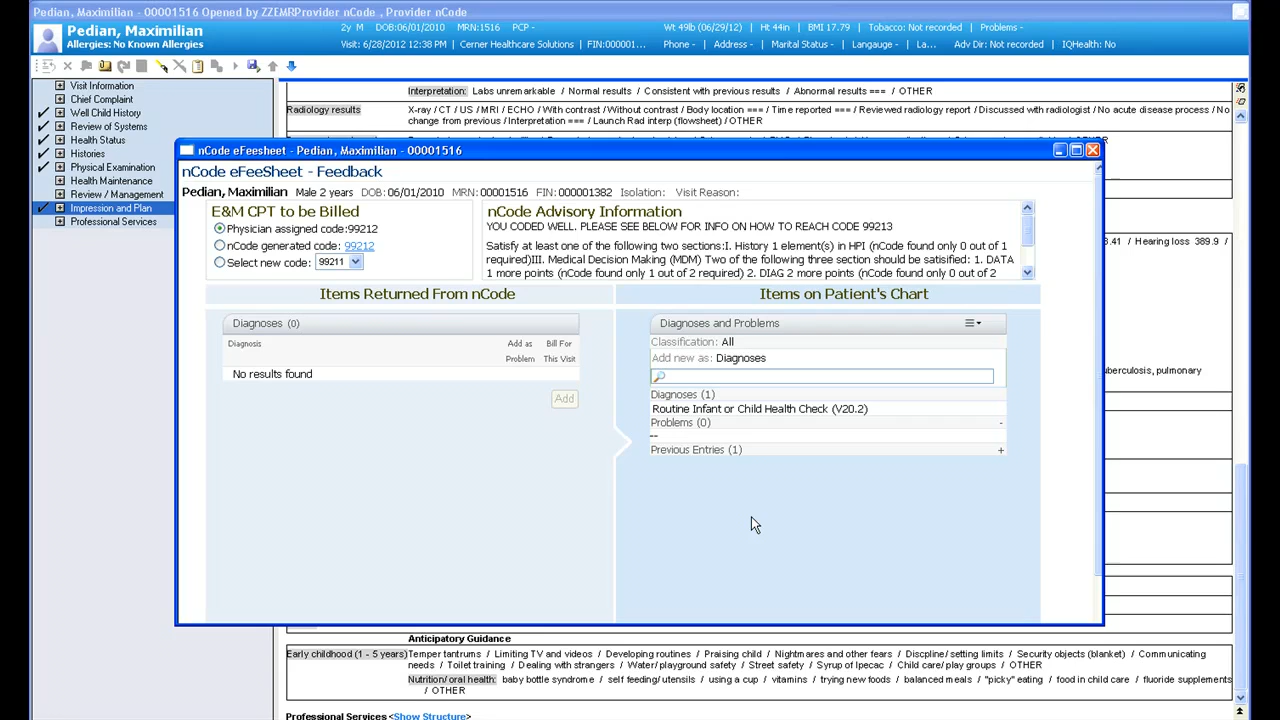 Pedian, Maximilian - 00001516 Opened by ZZEMRProvider nCode , Provider nCode
Pedian, Maximilian
Allergies: No Known Allergies
2y M DOB:06/01/2010 MRN:1516 PCP - Wt 49lb (06/29/12) Ht 44in BMI 17.79 Tobacco: Not recorded Problems -
Visit: 6/28/2012 12:38 PM Cerner Healthcare Solutions FIN:000001... Phone - Address - Marital Status - Langauge - La... Adv Dir: Not recorded IQHealth: No
Visit Information
Chief Complaint
Well Child History
Review of Systems
Health Status
Histories
Physical Examination
Health Maintenance
Review / Management
Impression and Plan
Professional Services
Interpretation: Labs unremarkable / Normal results / Consistent with previous results / Abnormal results === / OTHER
Radiology results X-ray / CT / US / MRI / ECHO / With contrast / Without contrast / Body location === / Time reported === / Reviewed radiology report / Discussed with radiologist / No acute disease process / No
change from previous / Interpretation === / Launch Rad interp (flowsheet) / OTHER
nCode eFeesheet - Pedian, Maximilian - 00001516
nCode eFeeSheet - Feedback
Pedian, Maximilian Male 2 years DOB: 06/01/2010 MRN: 00001516 FIN: 000001382 Isolation: Visit Reason:
E&M CPT to be Billed
Physician assigned code:99212
nCode generated code: 99212
Select new code: 99211
nCode Advisory Information
YOU CODED WELL. PLEASE SEE BELOW FOR INFO ON HOW TO REACH CODE 99213
Satisfy at least one of the following two sections:I. History 1 element(s) in HPI (nCode found only 0 out of 1
required)III. Medical Decision Making (MDM) Two of the following three section should be satisified: 1. DATA
1 more points (nCode found only 1 out of 2 required) 2. DIAG 2 more points (nCode found only 0 out of 2
Items Returned From nCode
Diagnoses (0)
Diagnosis Add as Bill For
Problem This Visit
No results found
Add
Items on Patient's Chart
Diagnoses and Problems
Classification: All
Add new as: Diagnoses
Diagnoses (1)
Routine Infant or Child Health Check (V20.2)
Problems (0) -
--
Previous Entries (1) +
.41 / Hearing loss 389.9 /
uberculosis, pulmonary
Anticipatory Guidance
Early childhood (1 - 5 years) Temper tantrums / Limiting TV and videos / Developing routines / Praising child / Nightmares and other fears / Discpline/ setting limits / Security objects (blanket) / Communicating
needs / Toilet training / Dealing with strangers / Water/ playground safety / Street safety / Syrup of Ipecac / Child care/ play groups / OTHER
Nutrition/ oral health: baby bottle syndrome / self feeding/ utensils / using a cup / vitamins / trying new foods / balanced meals / "picky" eating / food in child care / fluoride supplements
/ OTHER
Professional Services <Show Structure>